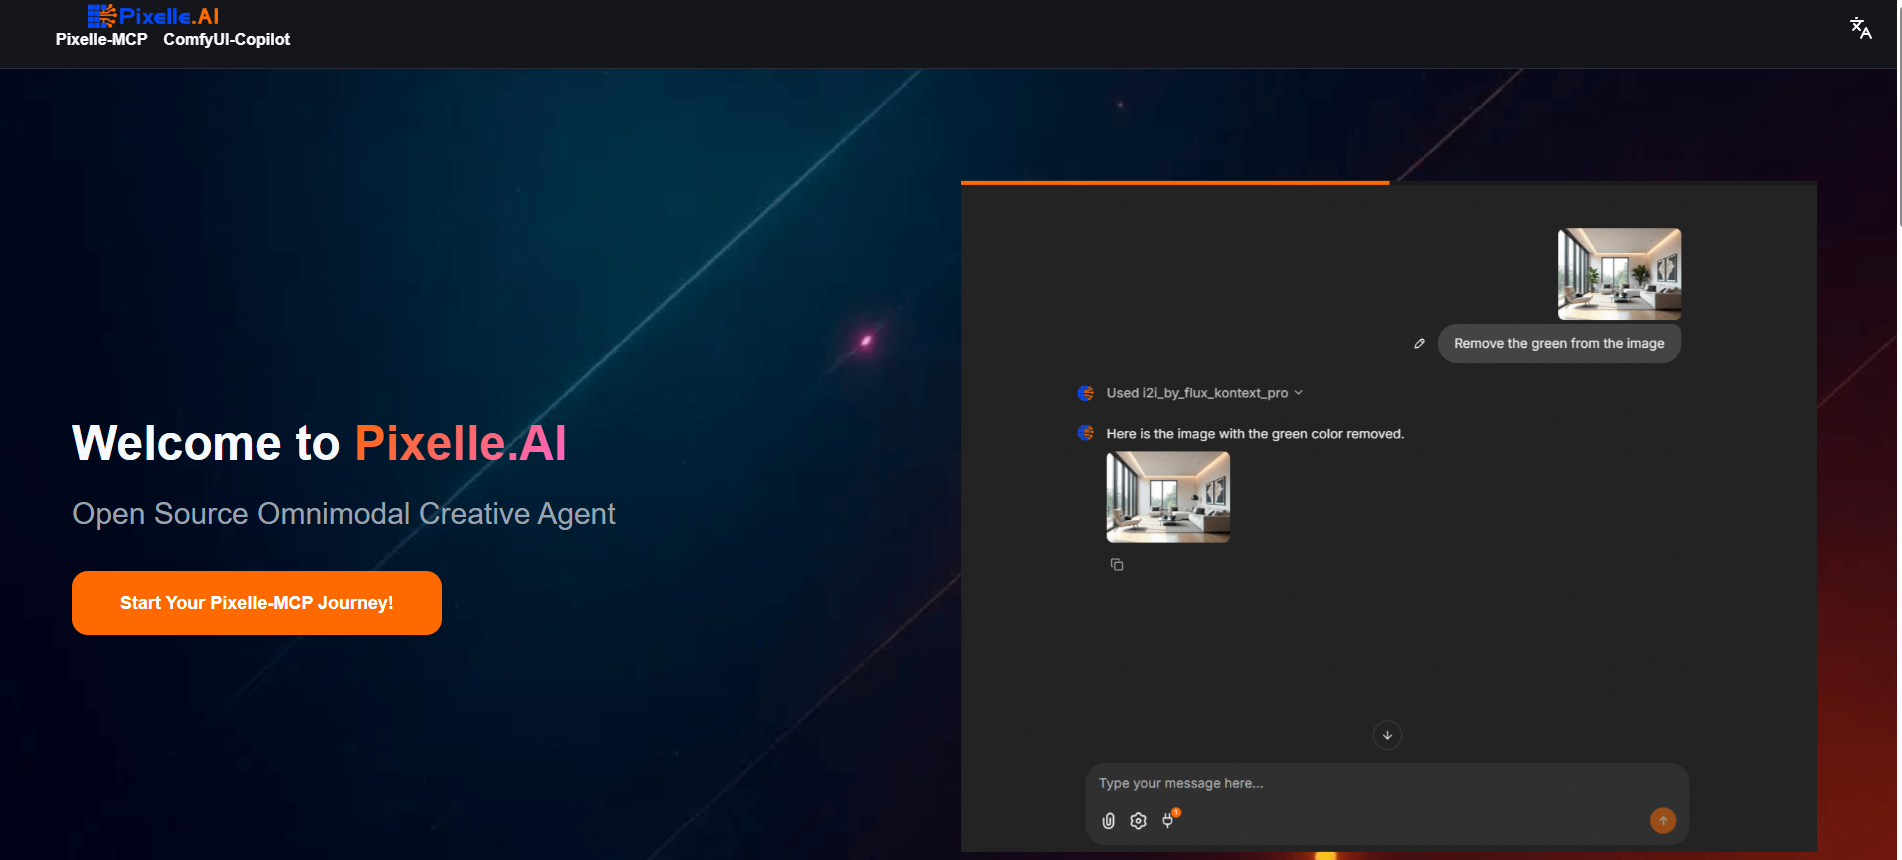 Pixelle.AI
Pixelle-MCP ComfyUI-Copilot
Welcome to Pixelle.AI
Open Source Omnimodal Creative Agent
Start Your Pixelle-MCP Journey!
Remove the green from the image
Used i2i_by_flux_kontext_pro
Here is the image with the green color removed.
Type your message here...
1